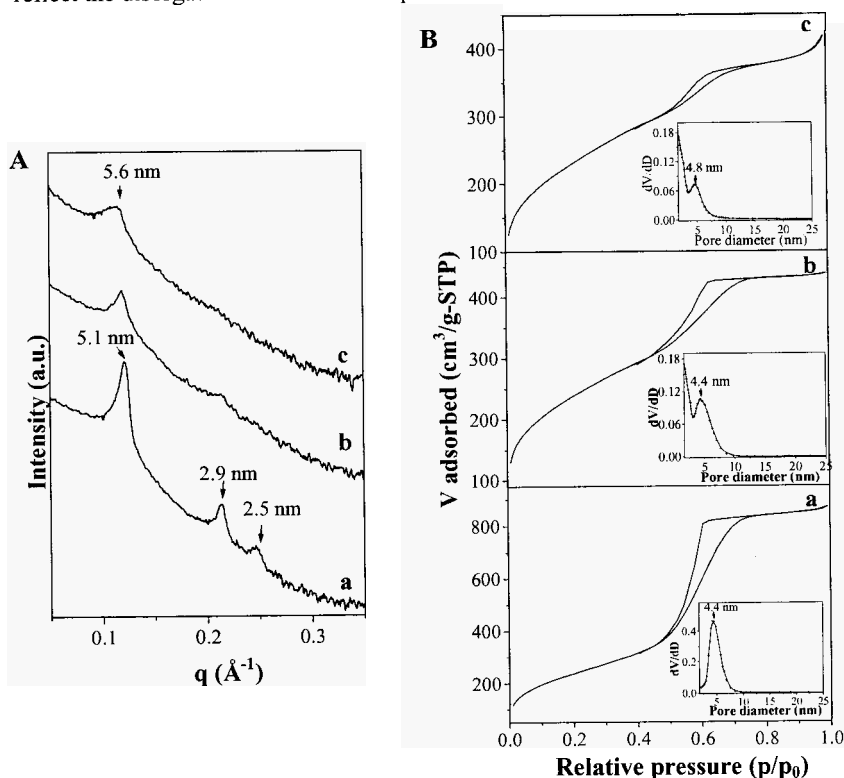 A
5.6 nm
5.1 nm
c
b
2.9 nm
2.5 nm
a
Intensity (a.u.)
0.1 0.2 0.3
q (Å⁻¹)
B
c
400
300
200
100
0.18
0.12
0.06
0.00
dV/dD
4.8 nm
5 10 15 20 25
Pore diameter (nm)
b
400
300
200
100
0.18
0.12
0.06
0.00
dV/dD
4.4 nm
5 10 15 20 25
Pore diameter (nm)
a
800
600
400
200
0.4
0.2
0.0
dV/dD
4.4 nm
5 10 15 20 25
Pore diameter (nm)
V adsorbed (cm³/g-STP)
0.0 0.2 0.4 0.6 0.8 1.0
Relative pressure (p/p₀)